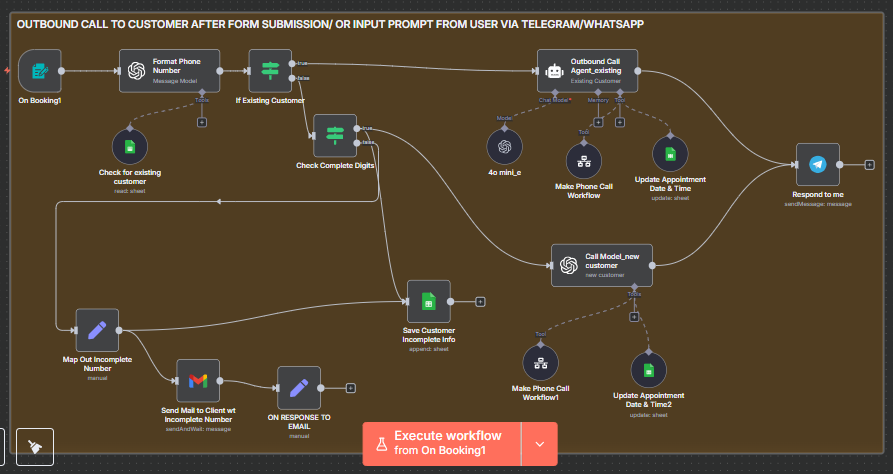 OUTBOUND CALL TO CUSTOMER AFTER FORM SUBMISSION/ OR INPUT PROMPT FROM USER VIA TELEGRAM/WHATSAPP
On Booking1
Format Phone
Number
Message Model
Tools
Check for existing
customer
read: sheet
If Existing Customer
true
false
Check Complete Digits
true
false
Outbound Call
Agent_existing
Existing Customer
Chat Model*
Memory
Tool
Model
4o mini_e
Tool
Make Phone Call
Workflow
Update Appointment
Date & Time
update: sheet
Respond to me
sendMessage: message
Call Model_new
customer
new customer
Tools
Tool
Make Phone Call
Workflow1
Update Appointment
Date & Time2
update: sheet
Save Customer
Incomplete Info
append: sheet
Map Out Incomplete
Number
manual
Send Mail to Client wt
Incomplete Number
sendAndWait: message
ON RESPONSE TO
EMAIL
manual
Execute workflow
from On Booking1